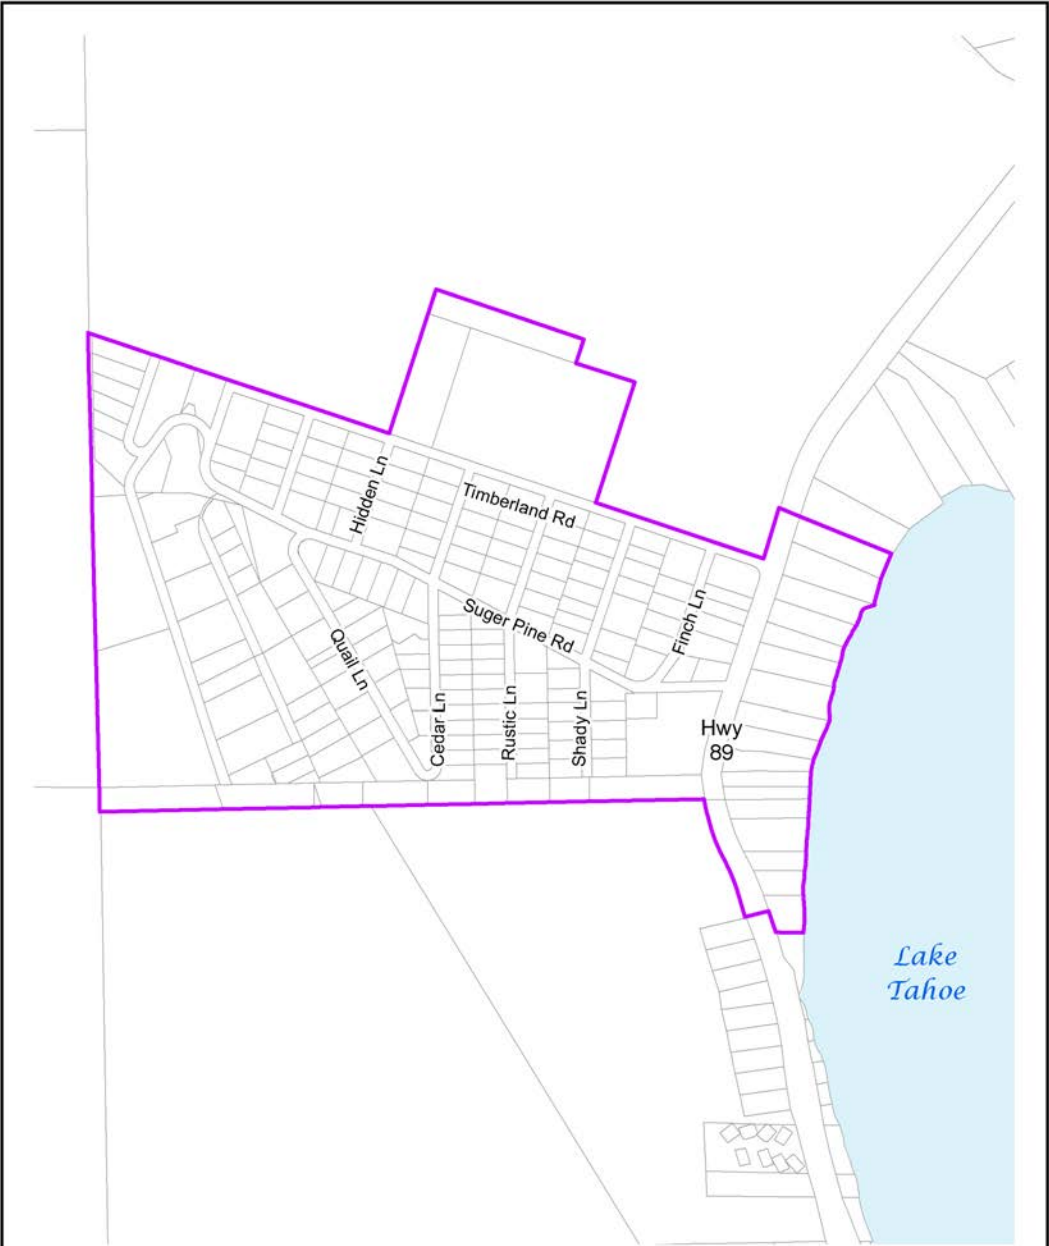 Hidden Ln
Timberland Rd
Suger Pine Rd
Finch Ln
Quail Ln
Cedar Ln
Rustic Ln
Shady Ln
Hwy
89
Lake
Tahoe